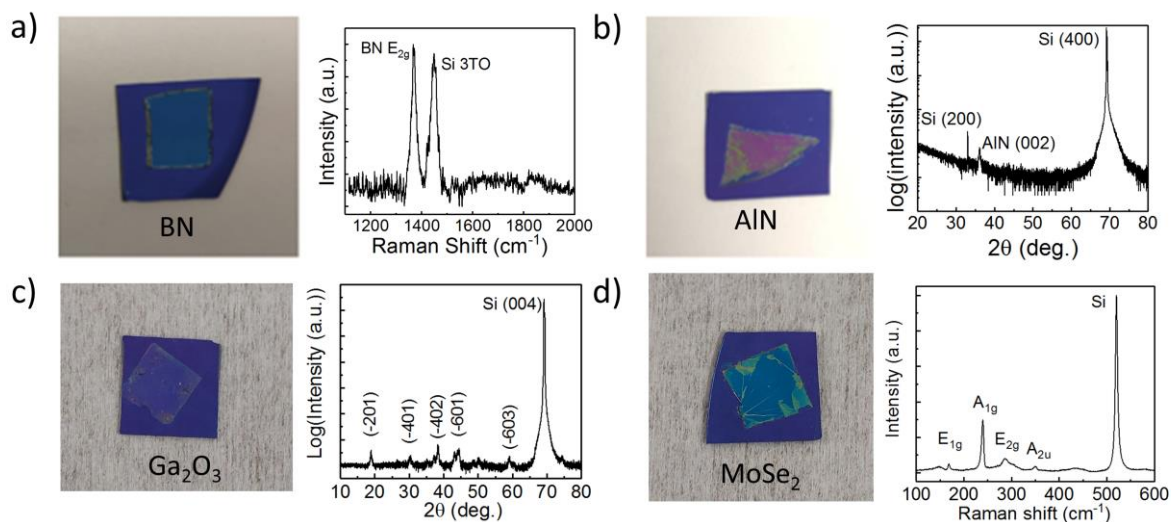 a)
BN
Intensity (a.u.)
BN E2g
Si 3TO
1200 1400 1600 1800 2000
Raman Shift (cm-1)
b)
AlN
log(intensity (a.u.))
Si (200)
AlN (002)
Si (400)
20 30 40 50 60 70 80
2θ (deg.)
c)
Ga2O3
Log(Intensity (a.u.))
(-201)
(-401)
(-402)
(-601)
(-603)
Si (004)
10 20 30 40 50 60 70 80
2θ (deg.)
d)
MoSe2
Intensity (a.u.)
E1g
A1g
E2g
A2u
Si
100 200 300 400 500 600
Raman shift (cm-1)